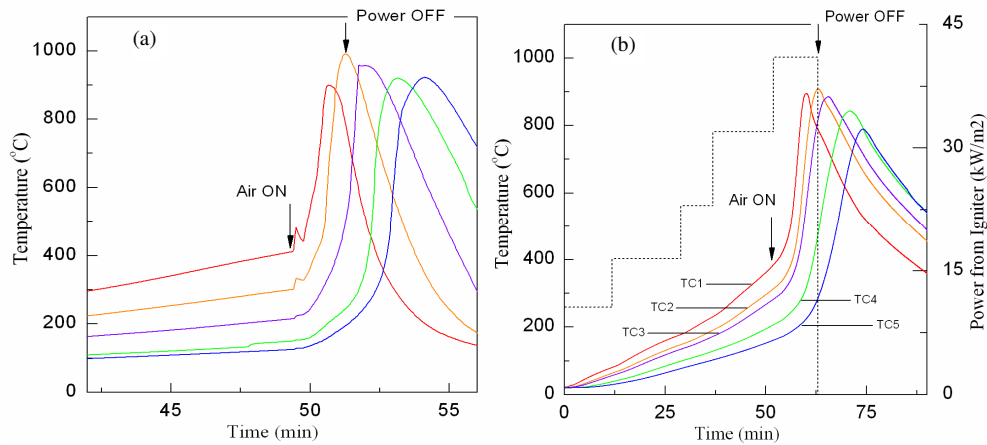 Power OFF
(a)
1000
800
600
400
200
0
Temperature (°C)
Air ON
45
50
55
Time (min)
Power OFF
(b)
1000
800
600
400
200
0
Temperature (°C)
Air ON
TC1
TC2
TC3
TC4
TC5
0
25
50
75
Time (min)
45
30
15
0
Power from Igniter (kW/m2)